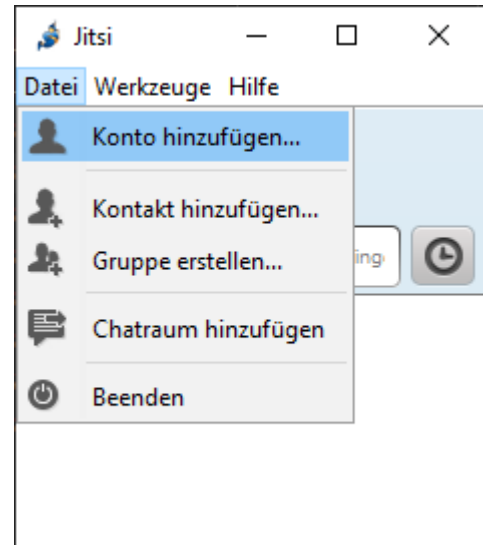 Jitsi
Datei Werkzeuge Hilfe
Konto hinzufügen...
Kontakt hinzufügen...
Gruppe erstellen...
Chatraum hinzufügen
Beenden